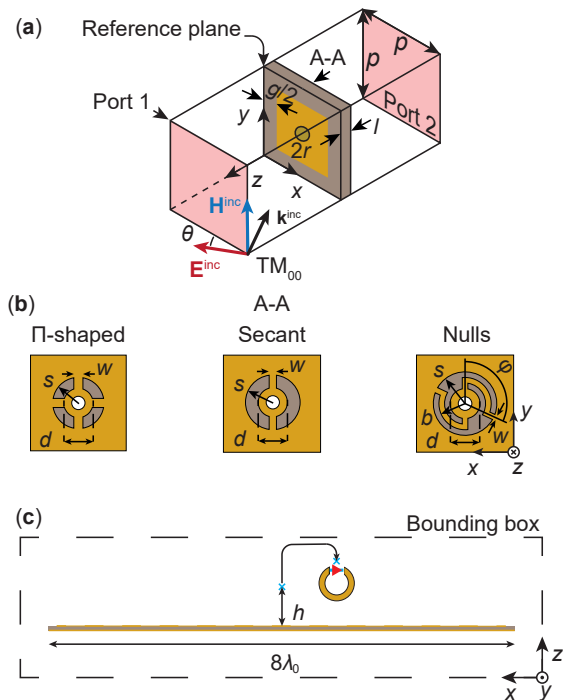 (a)
Reference plane
A-A
p
p
Port 1
g/2
Port 2
y
l
2r
z
x
H^inc
k^inc
θ
E^inc
TM₀₀
(b)
A-A
Π-shaped
Secant
Nulls
w
w
φ
s
s
s
b
y
d
d
d
w
x
z
(c)
Bounding box
h
8λ₀
z
x
y